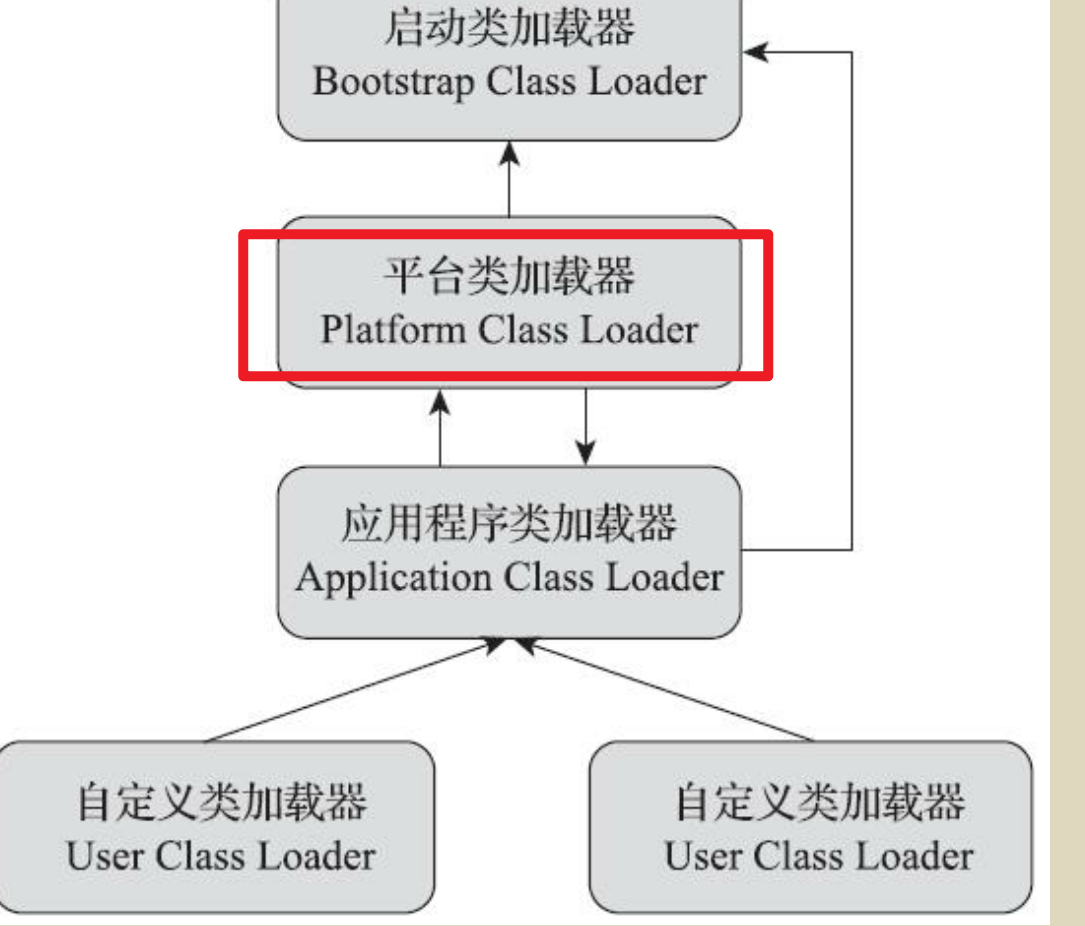 启动类加载器
Bootstrap Class Loader
平台类加载器
Platform Class Loader
应用程序类加载器
Application Class Loader
自定义类加载器
User Class Loader
自定义类加载器
User Class Loader